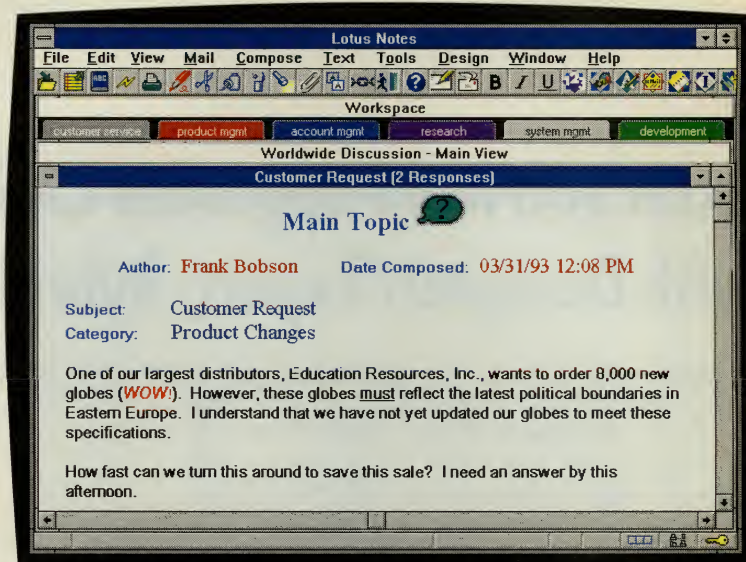 Lotus Notes
File Edit View Mail Compose Text Tools Design Window Help
B I U
Workspace
customer service product mgmt account mgmt research system mgmt development
Worldwide Discussion - Main View
Customer Request (2 Responses)
Main Topic ?
Author: Frank Bobson Date Composed: 03/31/93 12:08 PM
Subject: Customer Request
Category: Product Changes
One of our largest distributors, Education Resources, Inc., wants to order 8,000 new
globes (WOW!). However, these globes must reflect the latest political boundaries in
Eastern Europe. I understand that we have not yet updated our globes to meet these
specifications.
How fast can we turn this around to save this sale? I need an answer by this
afternoon.